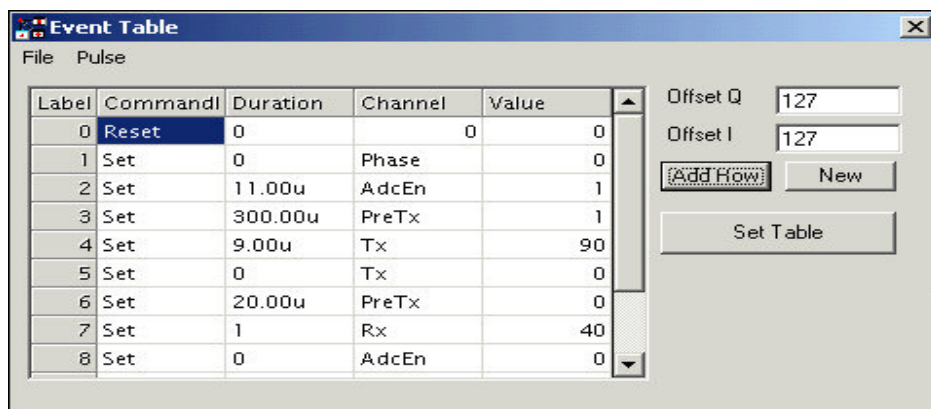 Event Table
File Pulse
Label Commandl Duration Channel Value
0 Reset 0 0 0
1 Set 0 Phase 0
2 Set 11.00u AdcEn 1
3 Set 300.00u PreTx 1
4 Set 9.00u Tx 90
5 Set 0 Tx 0
6 Set 20.00u PreTx 0
7 Set 1 Rx 40
8 Set 0 AdcEn 0
Offset Q 127
Offset I 127
Add Row New
Set Table